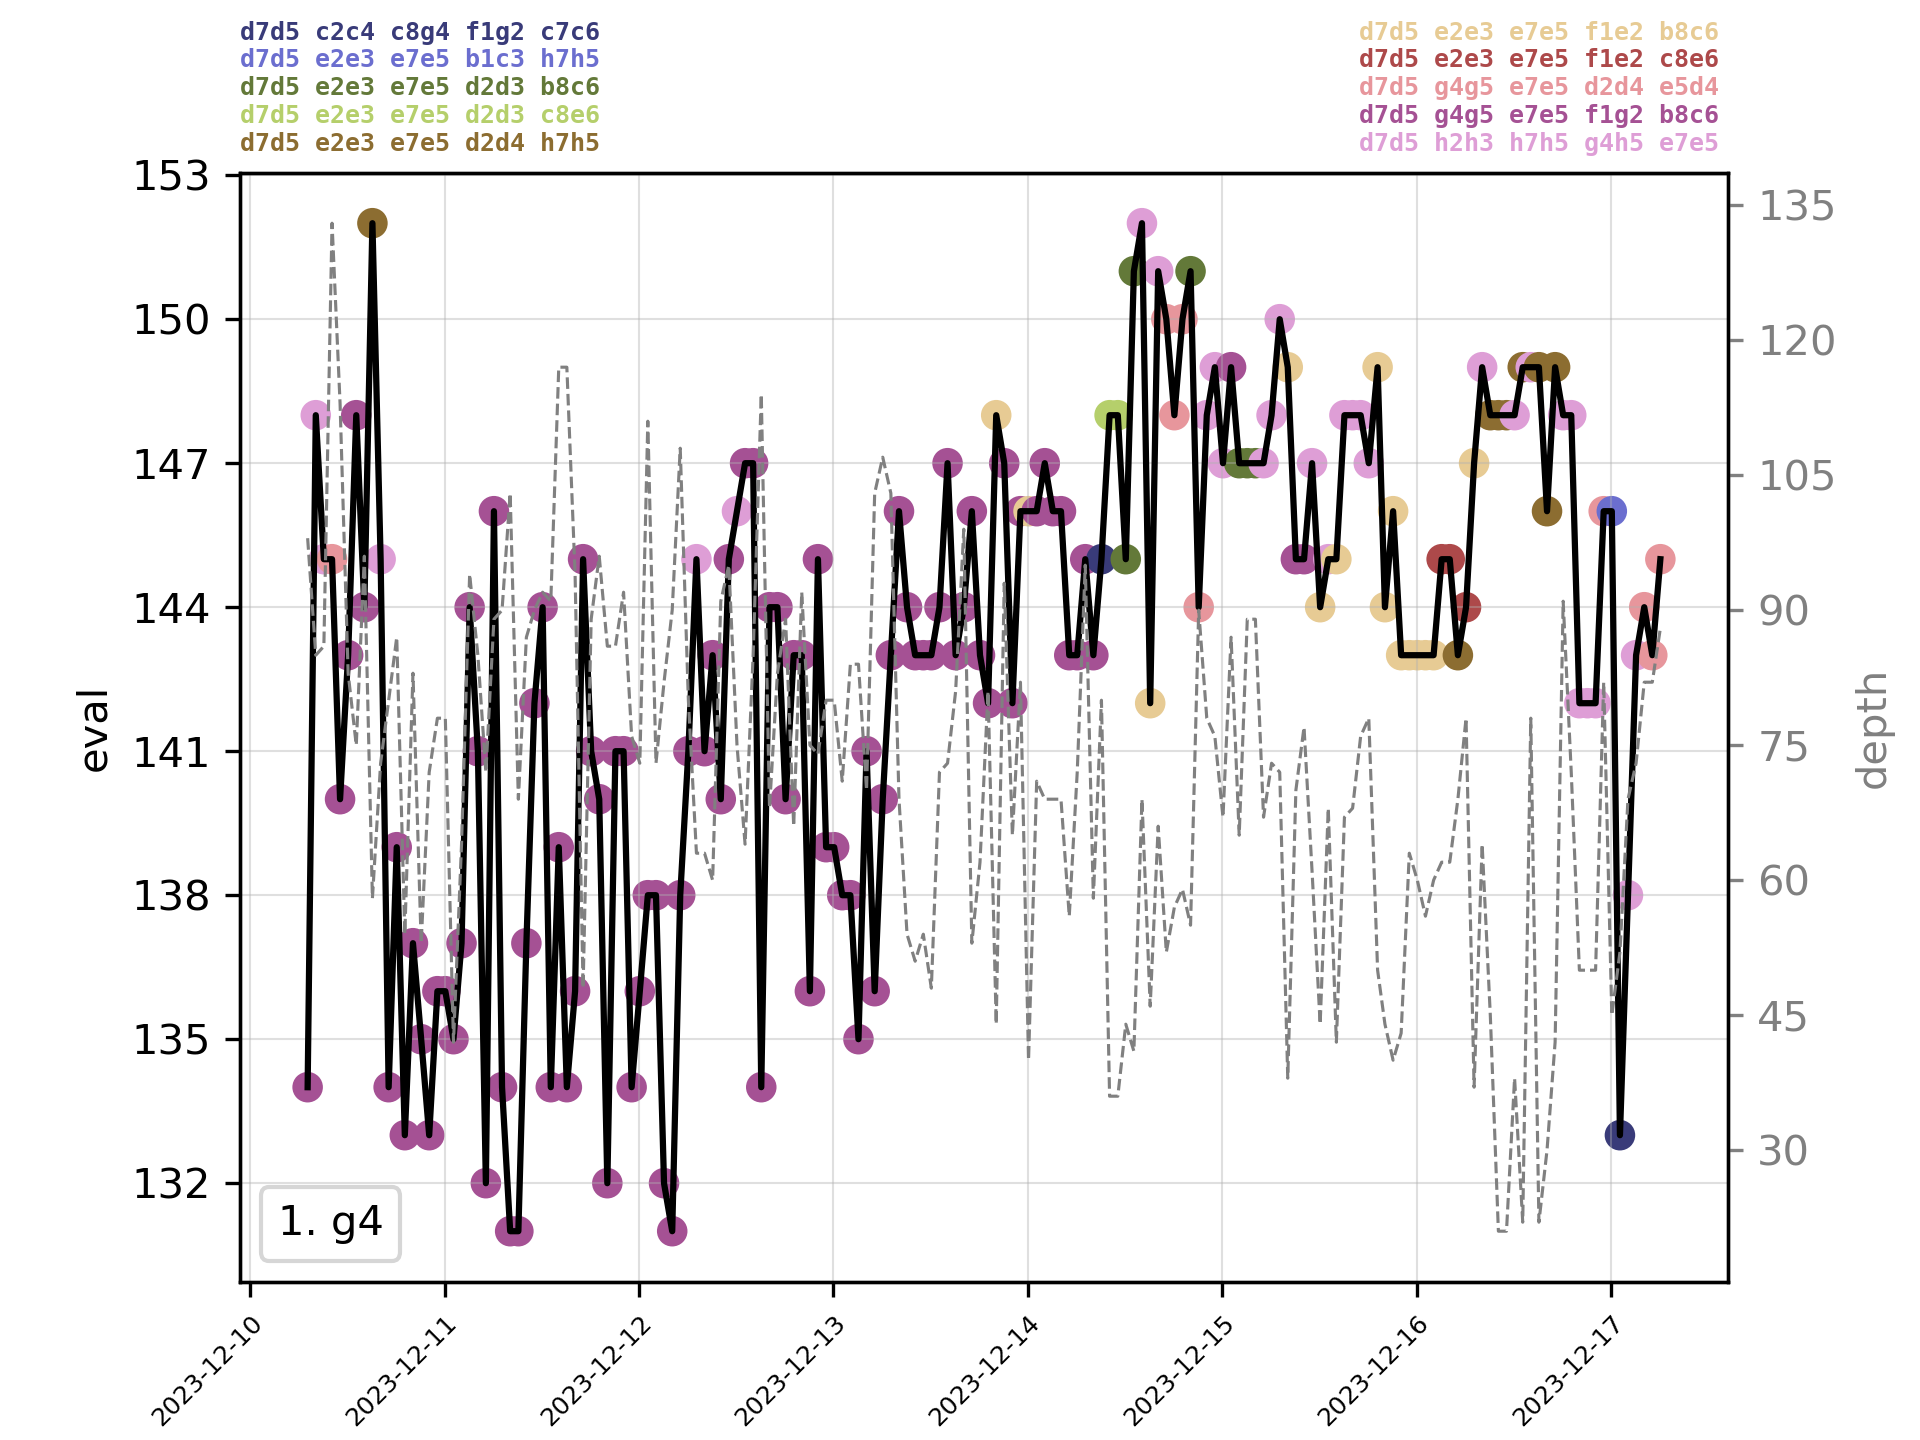 d7d5 c2c4 c8g4 f1g2 c7c6
d7d5 e2e3 e7e5 b1c3 h7h5
d7d5 e2e3 e7e5 d2d3 b8c6
d7d5 e2e3 e7e5 d2d3 c8e6
d7d5 e2e3 e7e5 d2d4 h7h5
d7d5 e2e3 e7e5 f1e2 b8c6
d7d5 e2e3 e7e5 f1e2 c8e6
d7d5 g4g5 e7e5 d2d4 e5d4
d7d5 g4g5 e7e5 f1g2 b8c6
d7d5 h2h3 h7h5 g4h5 e7e5
153
150
147
144
141
138
135
132
eval
135
120
105
90
75
60
45
30
depth
1. g4
2023-12-10
2023-12-11
2023-12-12
2023-12-13
2023-12-14
2023-12-15
2023-12-16
2023-12-17